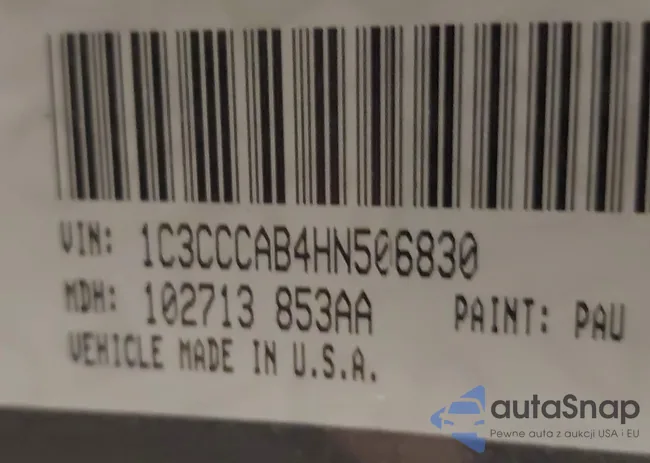 VIN: 1C3CCCAB4HN506830
MDH: 102713 853AA PAINT: PAU
VEHICLE MADE IN U.S.A.
autaSnap
Pewne auta z aukcji USA i EU